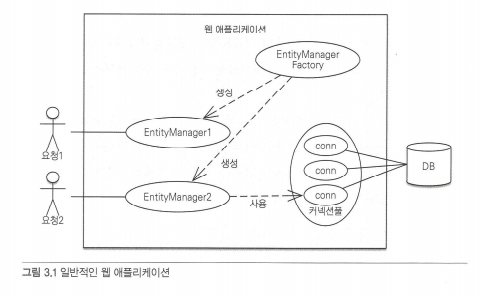 웹 애플리케이션
EntityManager
Factory
생성
생성
EntityManager1
요청1
EntityManager2
요청2
사용
conn
conn
conn
커넥션풀
DB
그림 3.1 일반적인 웹 애플리케이션